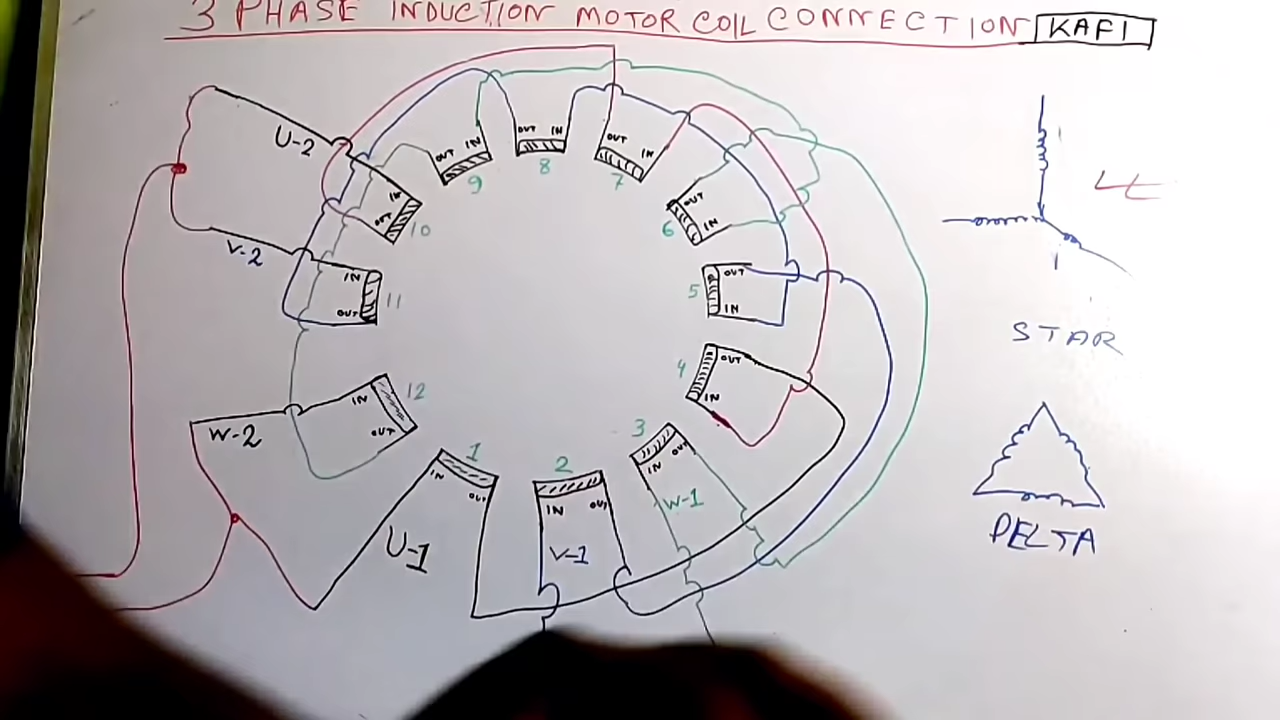 3 PHASE INDUCTION MOTOR COIL CONNECTION KAFI
U-2
V-2
W-2
U-1
V-1
W-1
OUT IN
9
OUT IN
8
OUT IN
7
OUT
IN
6
OUT
IN
5
OUT
IN
4
3
IN OUT
2
IN OUT
1
IN OUT
12
IN
OUT
11
IN
OUT
10
IN
OUT
STAR
DELTA